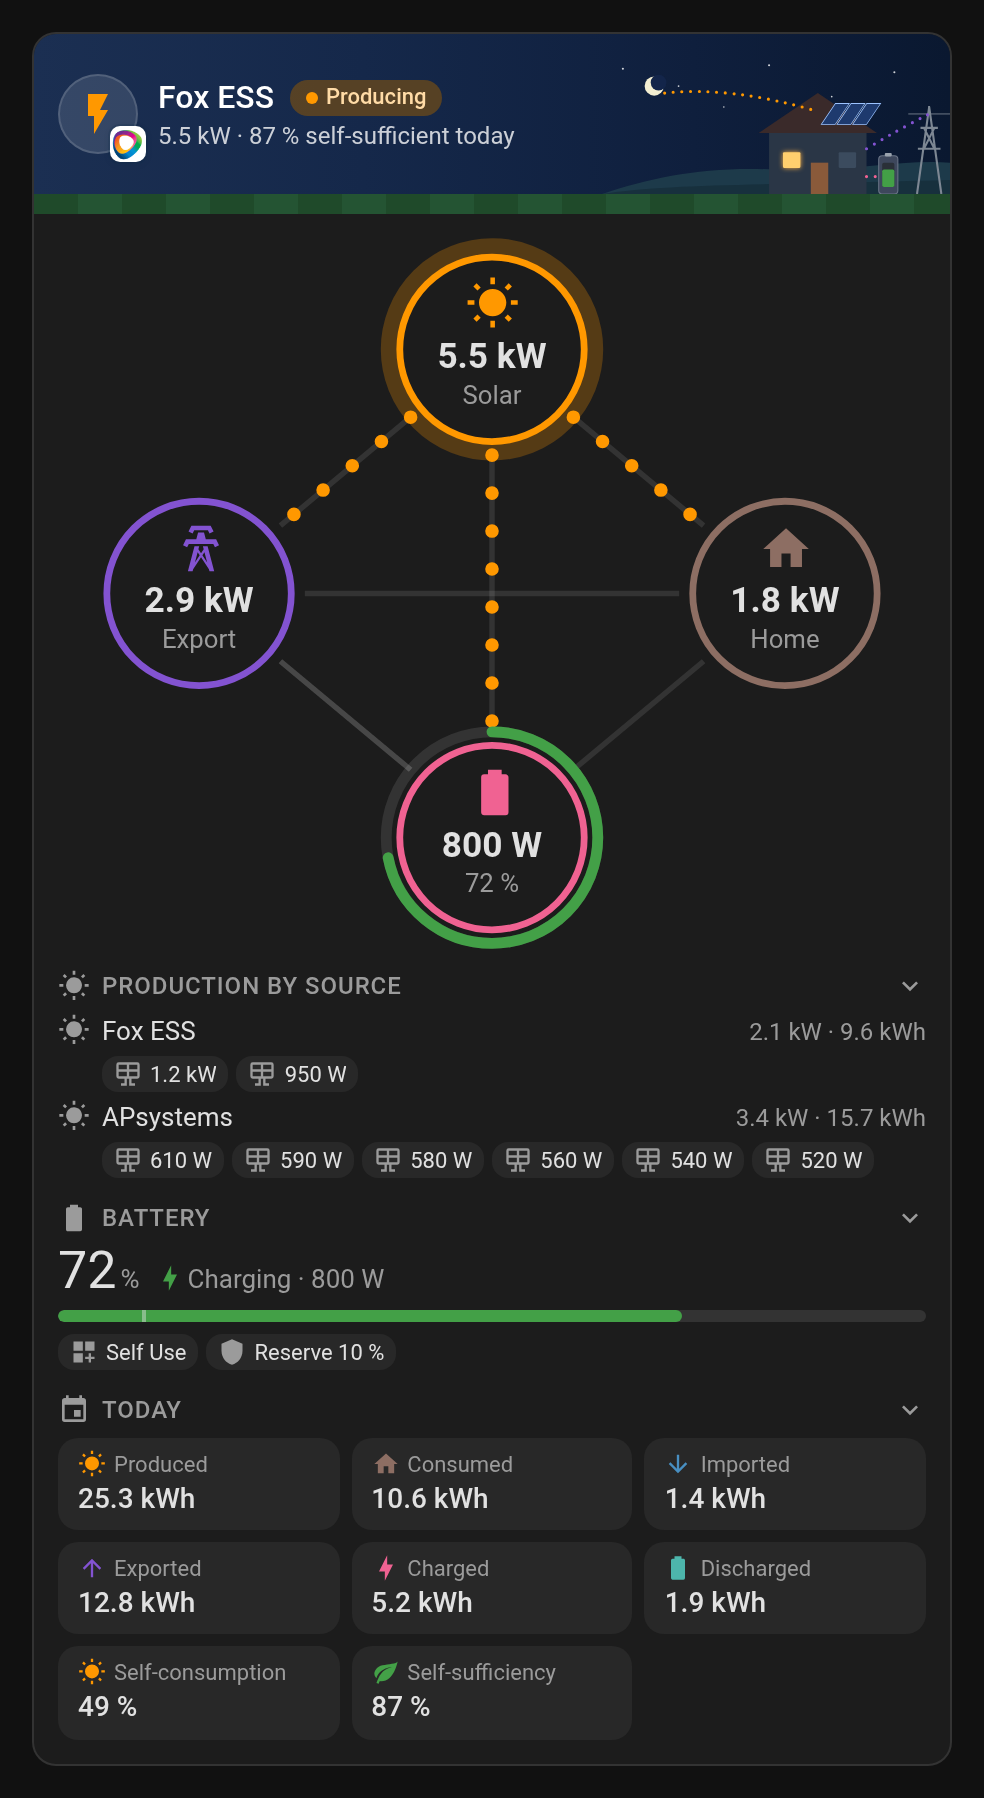 Fox ESS
Producing
5.5 kW · 87 % self-sufficient today
5.5 kW
Solar
2.9 kW
Export
1.8 kW
Home
800 W
72 %
PRODUCTION BY SOURCE
Fox ESS 2.1 kW · 9.6 kWh
1.2 kW 950 W
APsystems 3.4 kW · 15.7 kWh
610 W 590 W 580 W 560 W 540 W 520 W
BATTERY
72 % Charging · 800 W
Self Use Reserve 10 %
TODAY
Produced Consumed Imported
25.3 kWh 10.6 kWh 1.4 kWh
Exported Charged Discharged
12.8 kWh 5.2 kWh 1.9 kWh
Self-consumption Self-sufficiency
49 % 87 %